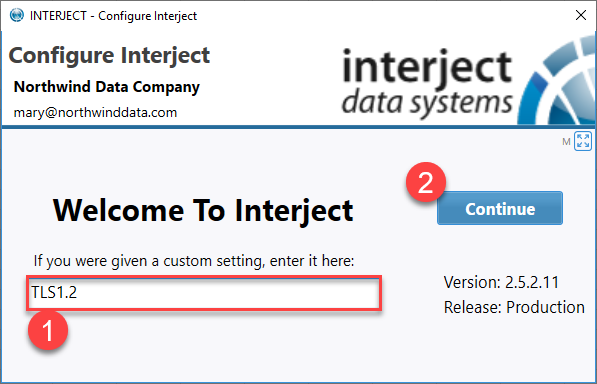 INTERJECT - Configure Interject
Configure Interject
Northwind Data Company
mary@northwinddata.com
interject
data systems
M
2
Continue
Welcome To Interject
If you were given a custom setting, enter it here:
TLS1.2
1
Version: 2.5.2.11
Release: Production